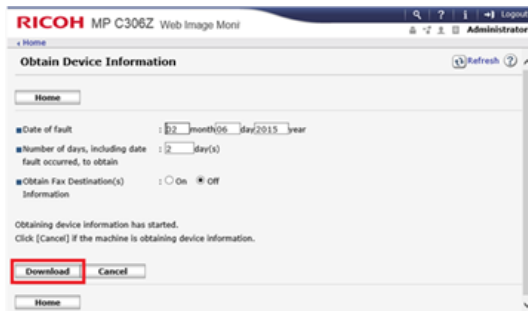 RICOH MP C306Z Web Image Moni
? i Logout
Administrator
Home
Obtain Device Information
Refresh ?
Home
Date of fault : 02 month 06 day 2015 year
Number of days, including date : 2 day(s)
fault occurred, to obtain
Obtain Fax Destination(s) : On Off
Information
Obtaining device information has started.
Click [Cancel] if the machine is obtaining device information.
Download Cancel
Home